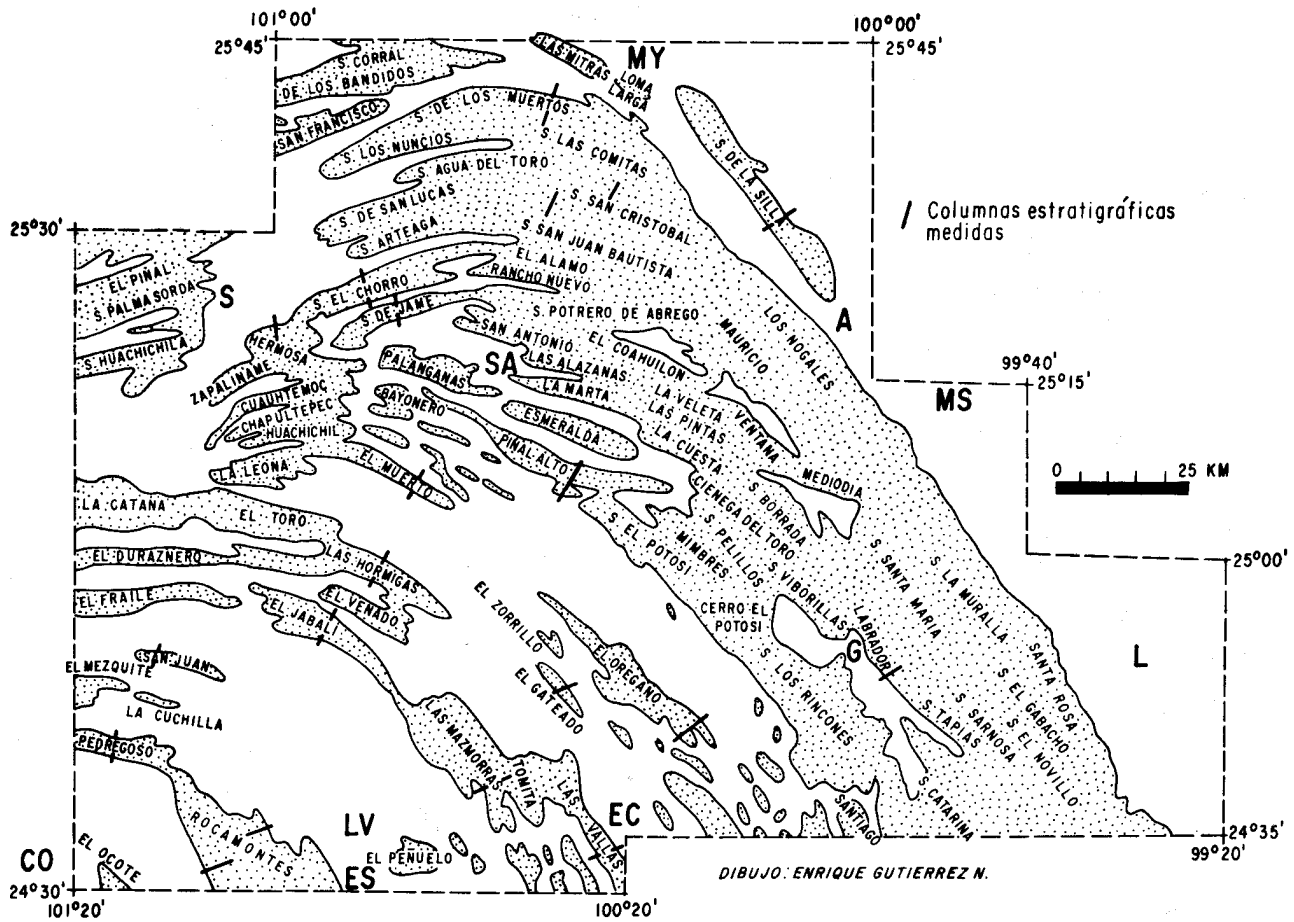 101°00'
100°00'
25°45'
25°45'
S. CORRAL
DE LOS BANDIDOS
LAS MITRAS
MY
LOMA
LARGA
SAN FRANCISCO
S. DE LOS MUERTOS
S. LOS NUNCIOS
S. LAS COMITAS
S. DE LA SILLA
S. AGUA DEL TORO
S. DE SAN LUCAS
S. SAN CRISTOBAL
Columnas estratigráficas
medidas
25°30'
S. ARTEAGA
S. SAN JUAN BAUTISTA
EL ALAMO
RANCHO NUEVO
EL PIÑAL
S. PALMA SORDA
S
S. EL CHORRO
S. DE JAME
S. POTRERO DE ABREGO
LOS NOGALES
A
MAURICIO
S. HUACHICHILA
HERMOSA
ZAPALINAME
SAN ANTONIO
EL COAHUILON
PALANGANAS
SA
LAS ALAZANAS
LA MARTA
99°40'
25°15'
MS
CUAUHTEMOC
CHAPULTEPEC
HUACHICHIL
BAYONERO
ESMERALDA
LA VELETA
LAS PINTAS
LA CUESTA
VENTANA
LA LEONA
EL MUERTO
PIÑAL ALTO
MEDIODIA
0 25 KM
CIENEGA DEL TORO
S. BORRADA
LA CATANA
EL TORO
S. EL POTOSI
MIMBRES
S. PELILLOS
S. VIBORILLAS
EL DURAZNERO
LAS HORMIGAS
S. SANTA MARIA
S. LA MURALLA
25°00'
EL FRAILE
EL JABALI
EL VENADO
EL ZORRILLO
CERRO EL
POTOSI
LABRADOR
SANTA ROSA
G
L
EL MEZQUITE
SAN JUAN
EL GATEADO
EL OREGANO
S. LOS RINCONES
LA CUCHILLA
S. TAPIAS
S. SARNOSA
S. EL GABACHO
S. EL NOVILLO
PEDREGOSO
LAS MAZMORRAS
TOMITA
LAS VALLAS
S. CATARINA
SANTIAGO
ROCAMONTES
LV
EC
24°35'
99°20'
CO
EL OCOTE
EL PEÑUELO
ES
24°30'
101°20'
100°20'
DIBUJO: ENRIQUE GUTIERREZ N.